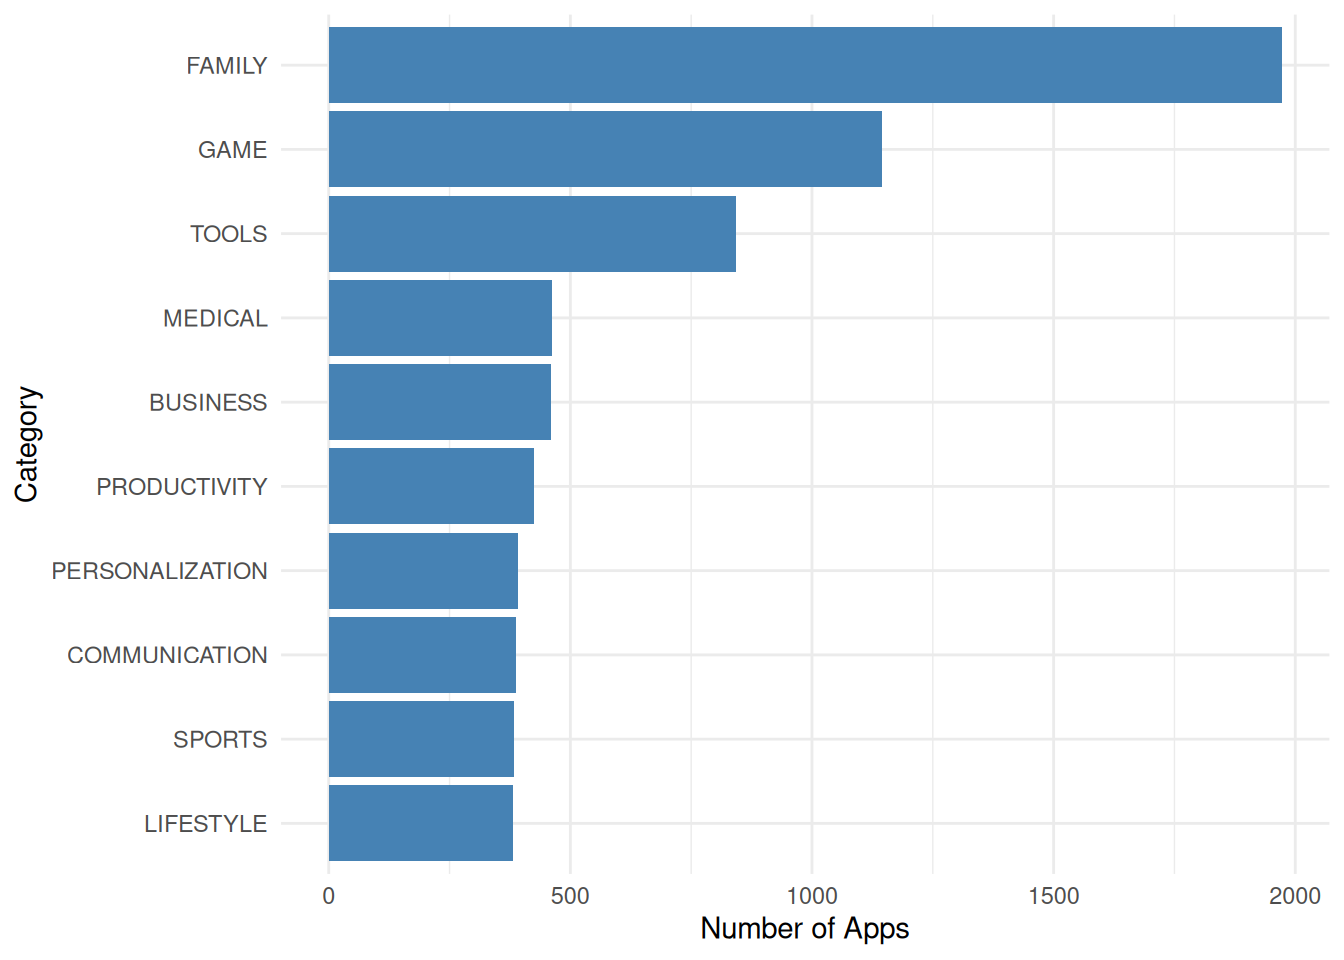 FAMILY
GAME
TOOLS
MEDICAL
BUSINESS
PRODUCTIVITY
PERSONALIZATION
COMMUNICATION
SPORTS
LIFESTYLE
Category
0 500 1000 1500 2000
Number of Apps